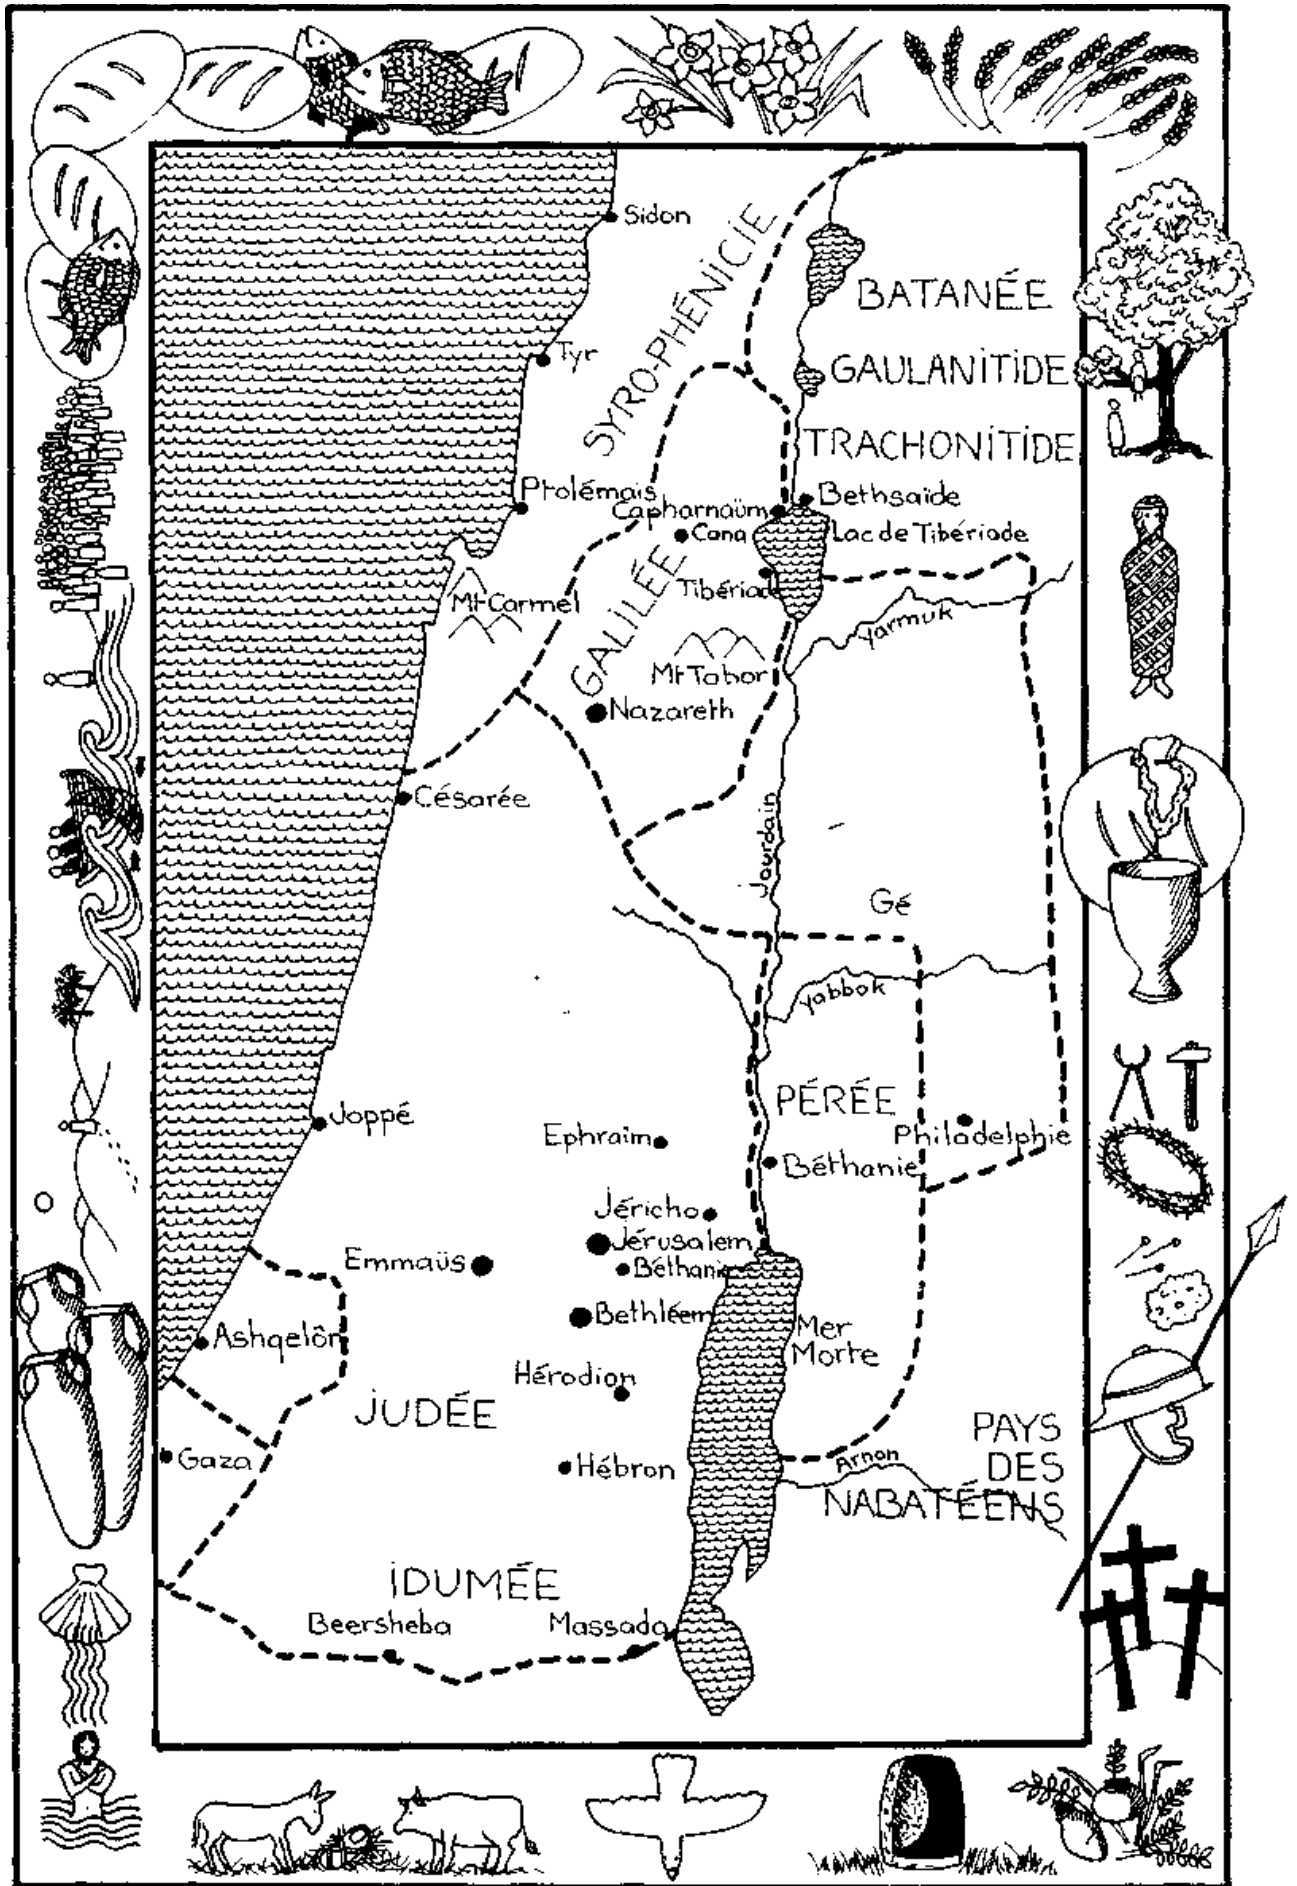 Sidon
SYRO-PHÉNICIE
BATANÉE
Tyr
GAULANITIDE
TRACHONITIDE
Ptolémais
Bethsaïde
Capharnaüm
Cana
Lac de Tibériade
GALILÉE
Tibériade
Mt Carmel
Yarmuk
Mt Tabor
Nazareth
Césarée
Jourdain
Gé
Yabbok
PÉRÉE
Joppé
Ephraim
Philadelphie
Béthanie
Jéricho
Jérusalem
Emmaüs
Béthanie
Bethléem
Ashqelôn
Mer
Morte
Hérodion
JUDÉE
PAYS
DES
NABATÉENS
Gaza
Hébron
Arnon
IDUMÉE
Beersheba
Massada